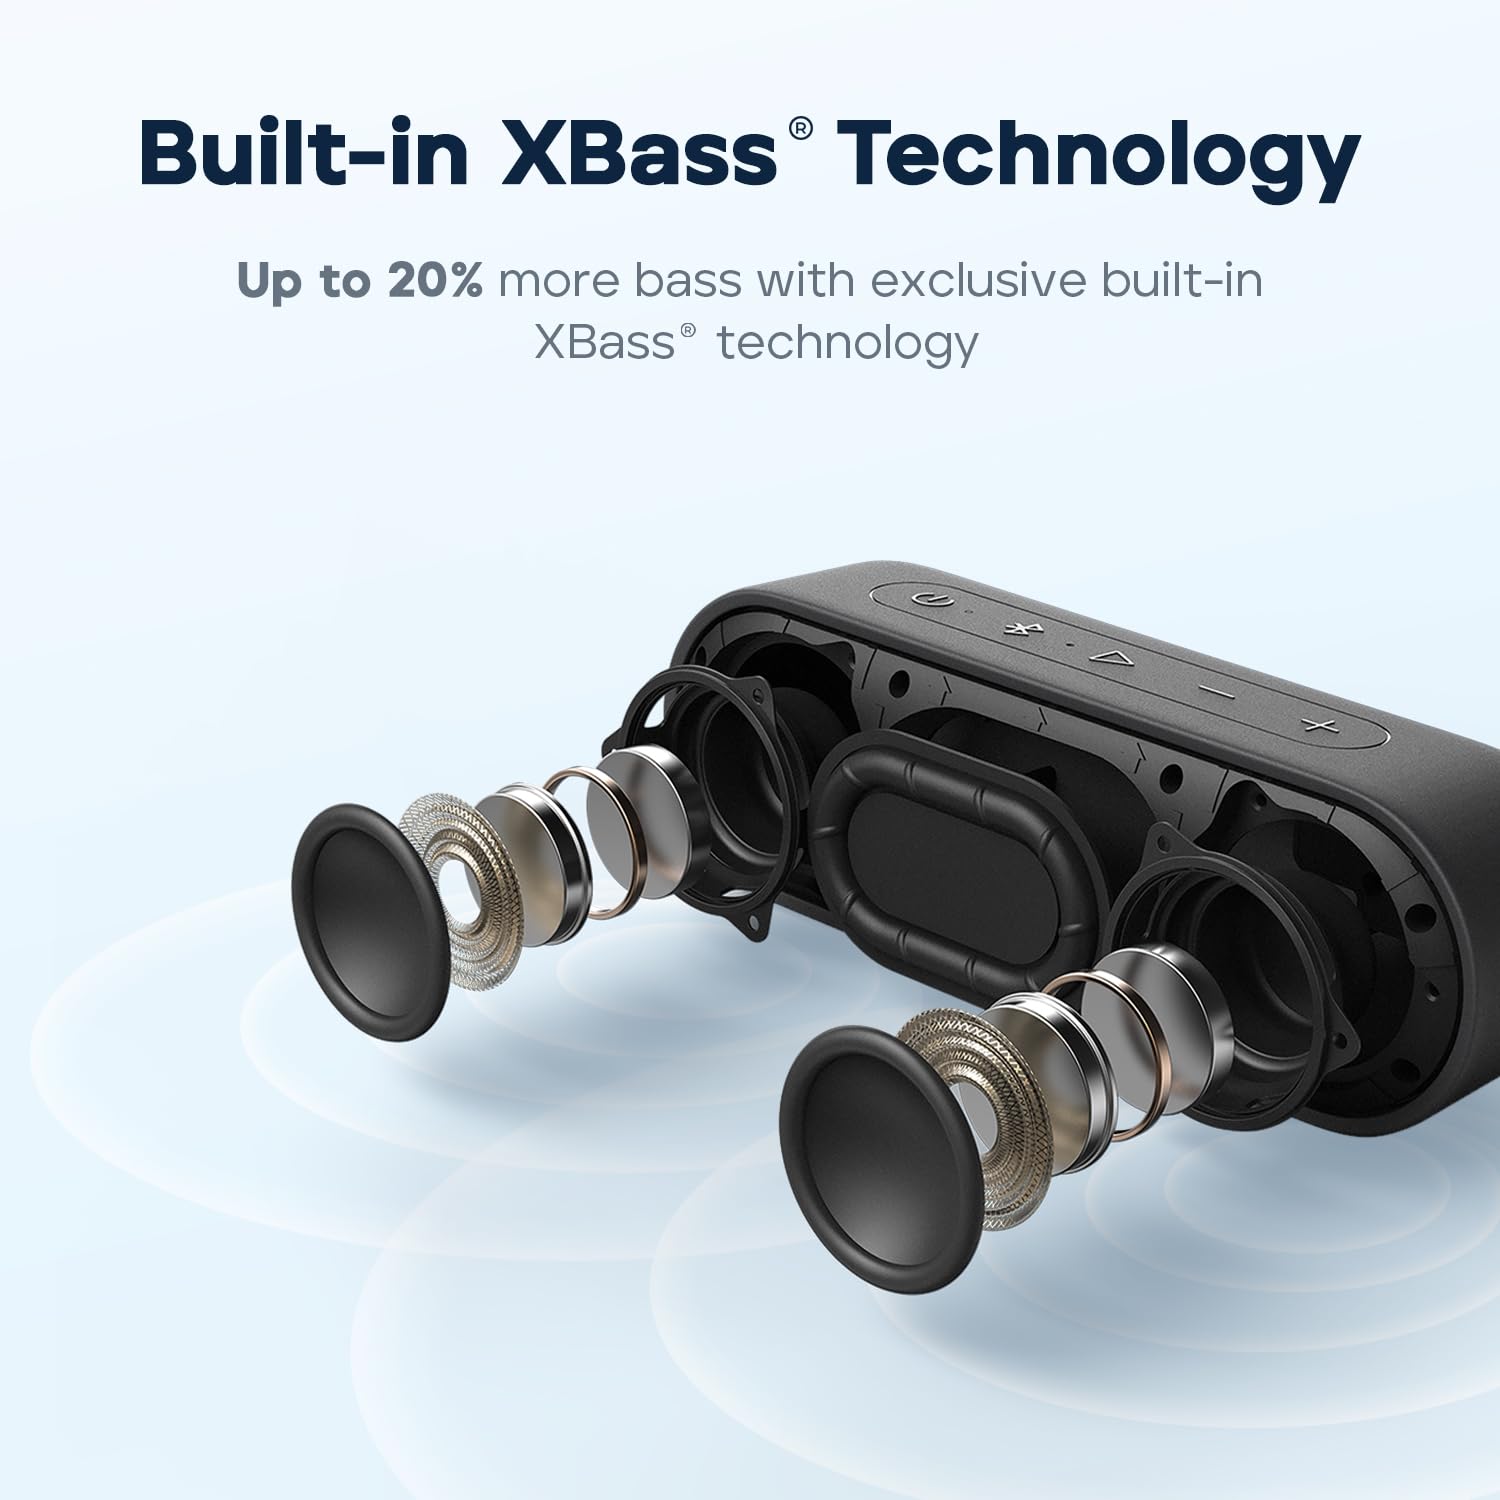 Built-in XBass® Technology
Up to 20% more bass with exclusive built-in
XBass® technology